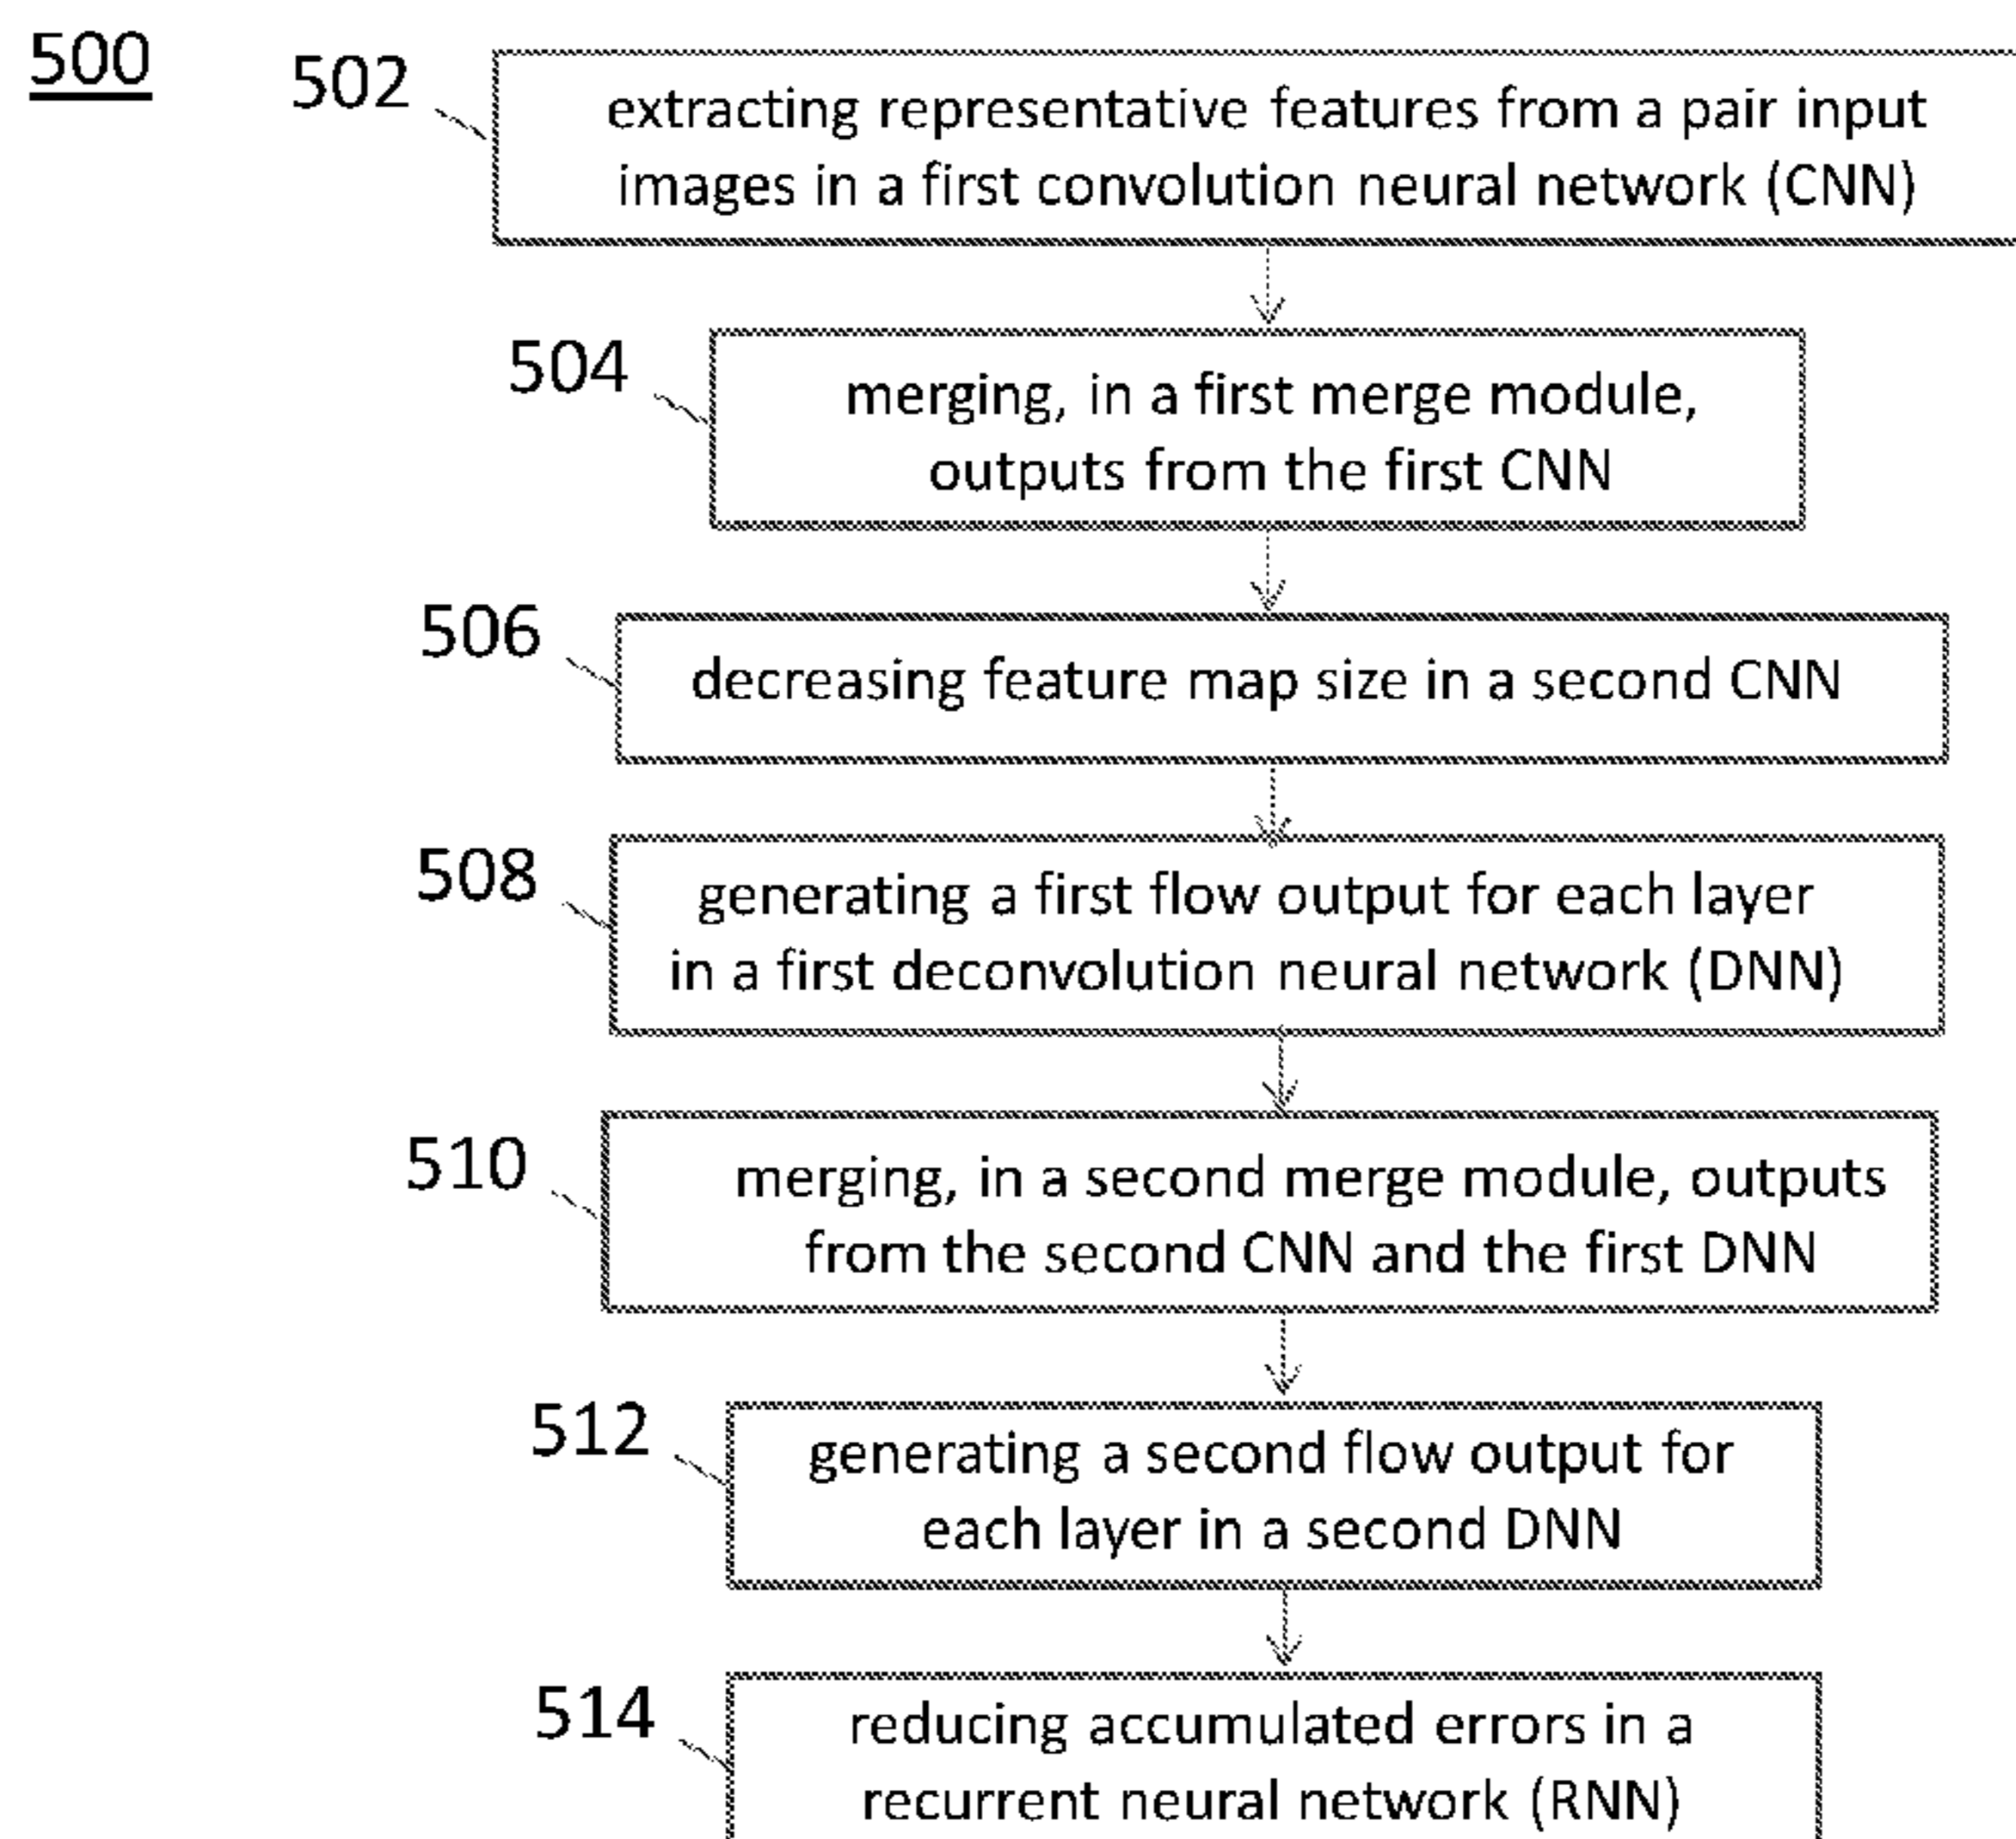 500
502
extracting representative features from a pair input
images in a first convolution neural network (CNN)
504
merging, in a first merge module,
outputs from the first CNN
506
decreasing feature map size in a second CNN
508
generating a first flow output for each layer
in a first deconvolution neural network (DNN)
510
merging, in a second merge module, outputs
from the second CNN and the first DNN
512
generating a second flow output for
each layer in a second DNN
514
reducing accumulated errors in a
recurrent neural network (RNN)